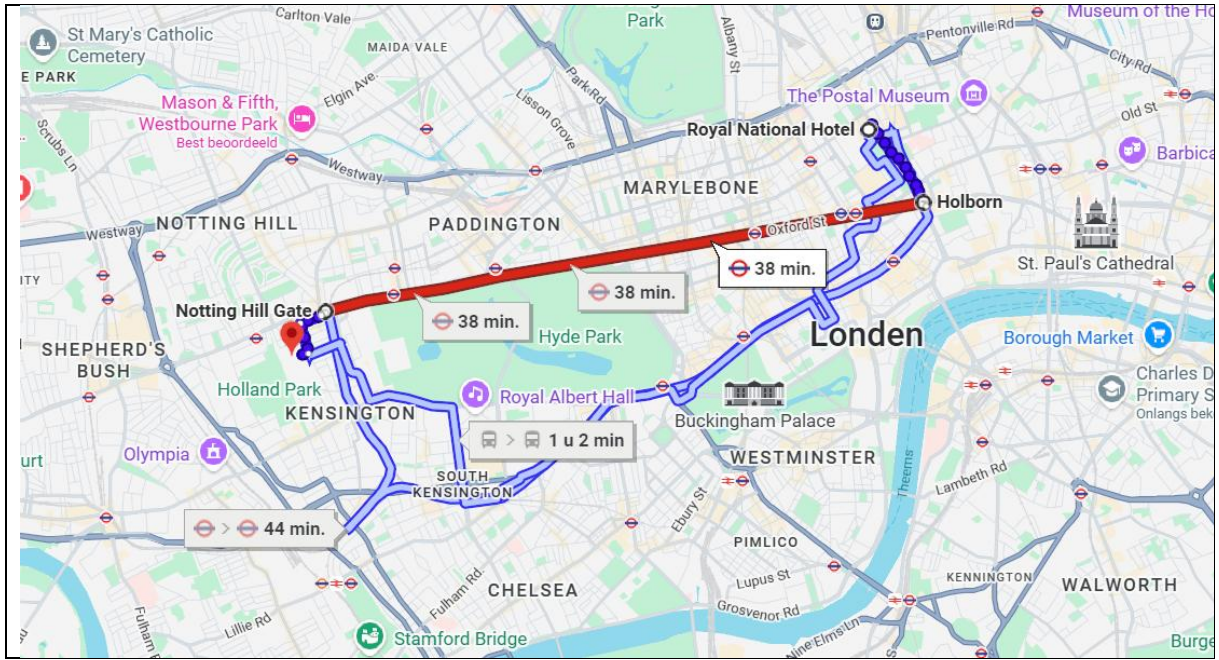 Carlton Vale
Park
Museum of the Ho
St Mary's Catholic
Cemetery
MAIDA VALE
Albany St
Pentonville Rd
E PARK
Elgin Ave.
Park Rd
City Rd
Mason & Fifth,
Westbourne Park
Best beoordeeld
Lisson Grove
The Postal Museum
Old St
Scrubs Ln
Royal National Hotel
Barbica
Westway
MARYLEBONE
Holborn
NOTTING HILL
PADDINGTON
Oxford St
Westway
St. Paul's Cathedral
ITY
38 min.
38 min.
Notting Hill Gate
38 min.
Hyde Park
Londen
Borough Market
SHEPHERD'S
BUSH
Holland Park
Royal Albert Hall
Charles D
Primary S
Onlangs bek
KENSINGTON
Buckingham Palace
> 1 u 2 min
Olympia
WESTMINSTER
urt
SOUTH
KENSINGTON
Theems
Lambeth Rd
Ebury St
> 44 min.
PIMLICO
CHELSEA
Lupus St
KENNINGTON
WALWORTH
Fulham Rd.
Grosvenor Rd
Lillie Rd
Fulham
Stamford Bridge
Nine Elms Ln
Burge